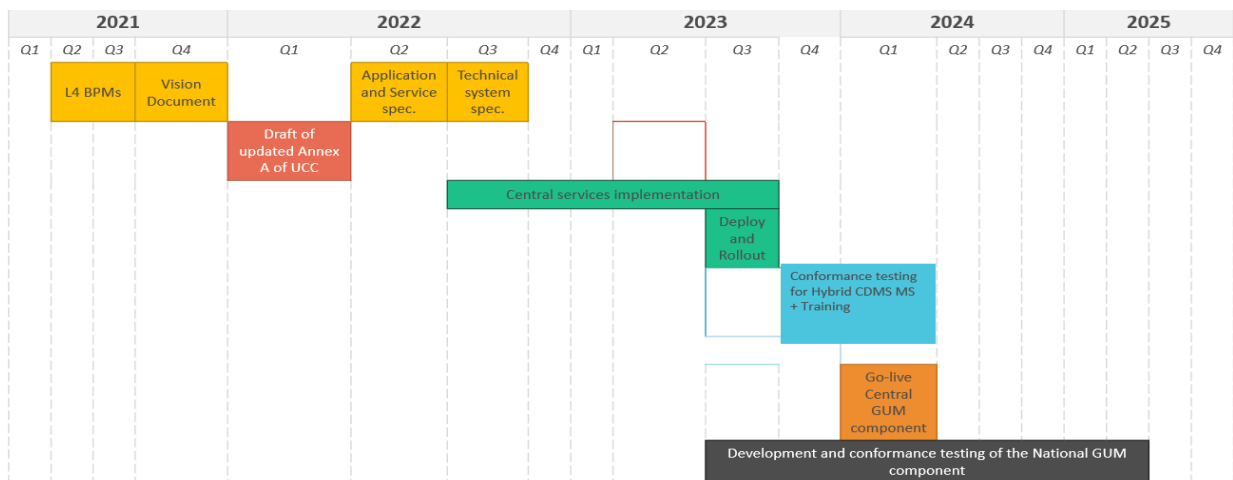 2021 2022 2023 2024 2025
Q1 Q2 Q3 Q4 Q1 Q2 Q3 Q4 Q1 Q2 Q3 Q4 Q1 Q2 Q3 Q4 Q1 Q2 Q3 Q4
L4 BPMs
Vision
Document
Application
and Service
spec.
Technical
system
spec.
Draft of
updated Annex
A of UCC
Central services implementation
Deploy
and
Rollout
Conformance testing
for Hybrid CDMS MS
+ Training
Go-live
Central
GUM
component
Development and conformance testing of the National GUM
component